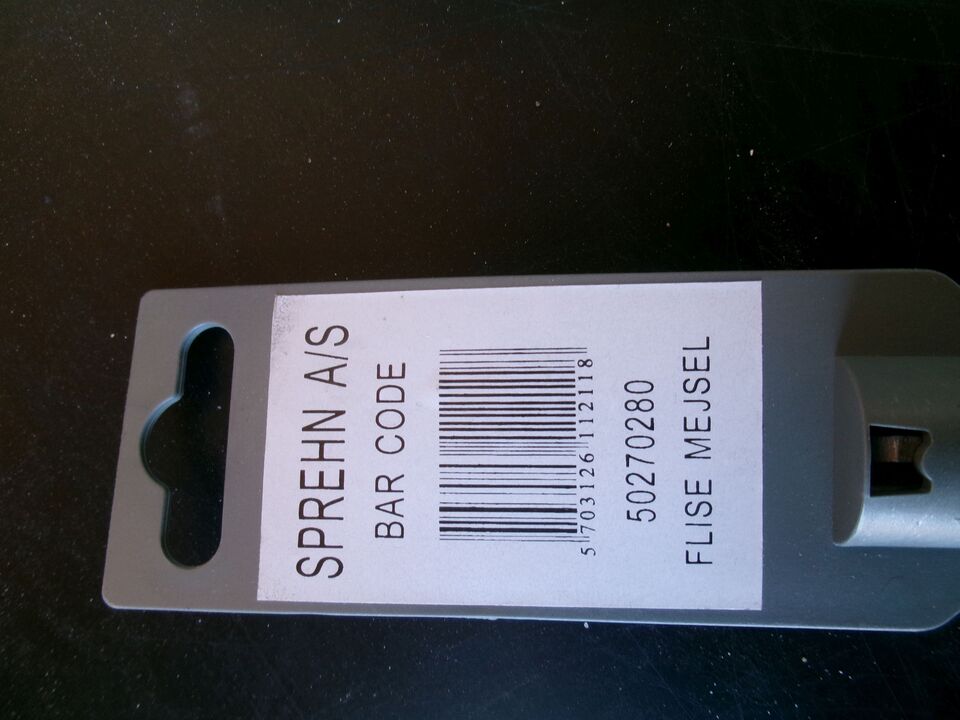 SPREHN A/S
BAR CODE
5 703126 112118
50270280
FLISE MEJSEL